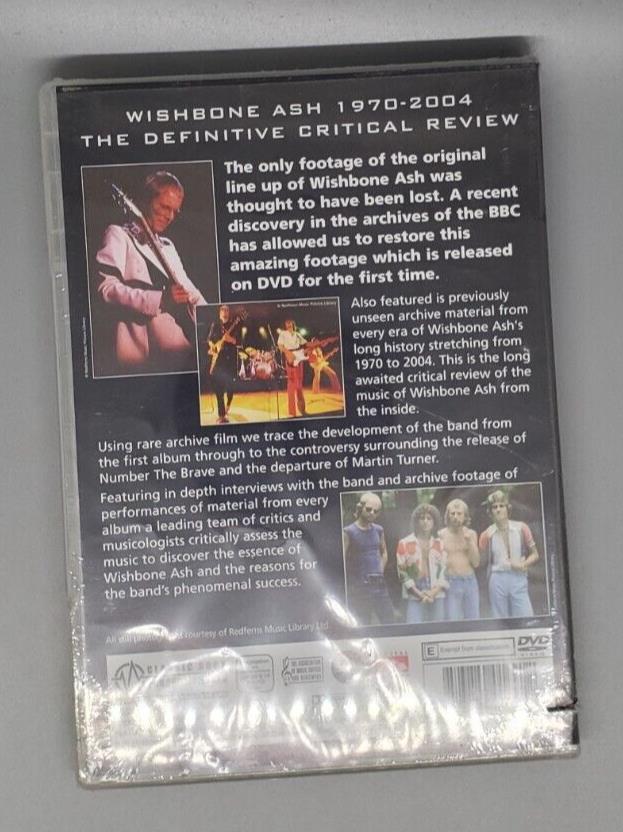 WISHBONE ASH 1970-2004
THE DEFINITIVE CRITICAL REVIEW
The only footage of the original
line up of Wishbone Ash was
thought to have been lost. A recent
discovery in the archives of the BBC
has allowed us to restore this
amazing footage which is released
on DVD for the first time.
Also featured is previously
unseen archive material from
every era of Wishbone Ash's
long history stretching from
1970 to 2004. This is the long
awaited critical review of the
music of Wishbone Ash from
the inside.
Using rare archive film we trace the development of the band from
the first album through to the controversy surrounding the release of
Number The Brave and the departure of Martin Turner.
Featuring in depth interviews with the band and archive footage of
performances of material from every
album a leading team of critics and
musicologists critically assess the
music to discover the essence of
Wishbone Ash and the reasons for
the band's phenomenal success.
All still courtesy of Redferns Music Library Ltd
E Exempt from classification
DVD
VIDEO